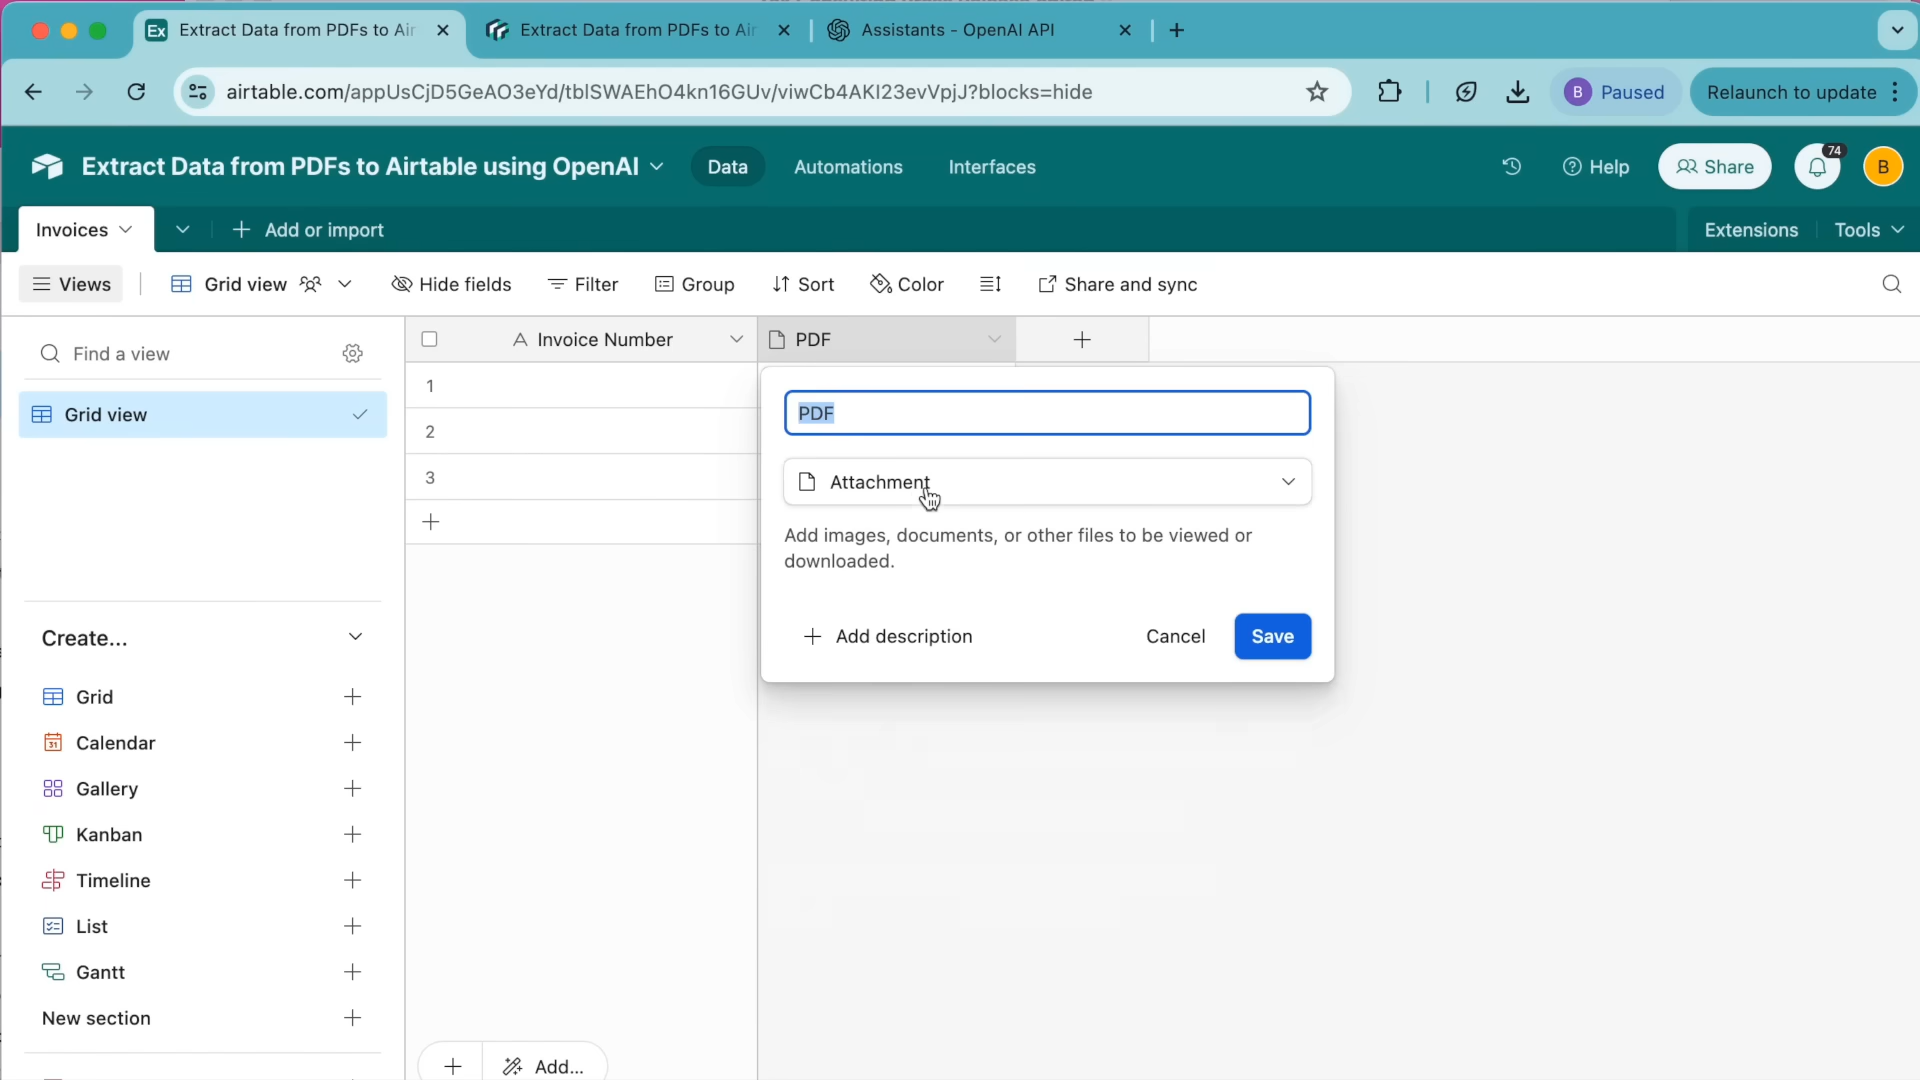 Ex Extract Data from PDFs to Air
Extract Data from PDFs to Air
Assistants - OpenAI API
airtable.com/appUsCjD5GeAO3eYd/tblSWAEhO4kn16GUv/viwCb4AKI23evVpjJ?blocks=hide
B Paused
Relaunch to update
Extract Data from PDFs to Airtable using OpenAI
Data
Automations
Interfaces
Help
Share
74
B
Invoices
Add or import
Extensions
Tools
Views
Grid view
Hide fields
Filter
Group
Sort
Color
Share and sync
Find a view
Grid view
Invoice Number
PDF
1
2
3
PDF
Attachment
Add images, documents, or other files to be viewed or
downloaded.
Add description
Cancel
Save
Create...
Grid
Calendar
Gallery
Kanban
Timeline
List
Gantt
New section
Add...